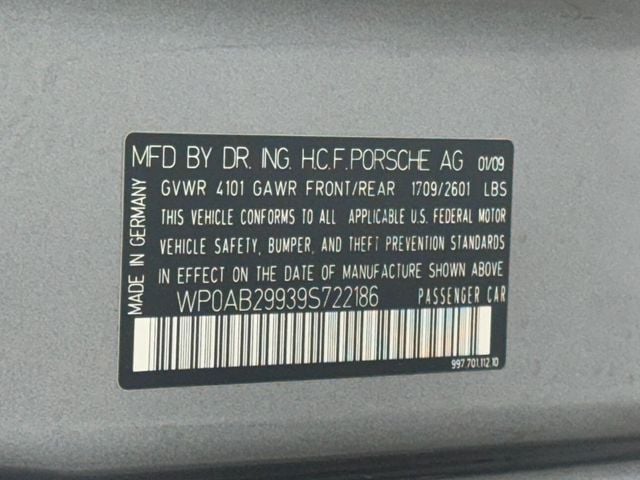 MFD BY DR. ING. H.C.F. PORSCHE AG 01/09
GVWR 4101 GAWR FRONT/REAR 1709/2601 LBS
THIS VEHICLE CONFORMS TO ALL APPLICABLE U.S. FEDERAL MOTOR
VEHICLE SAFETY, BUMPER, AND THEFT PREVENTION STANDARDS
IN EFFECT ON THE DATE OF MANUFACTURE SHOWN ABOVE
WP0AB29939S722186 PASSENGER CAR
997.701.112.10
MADE IN GERMANY